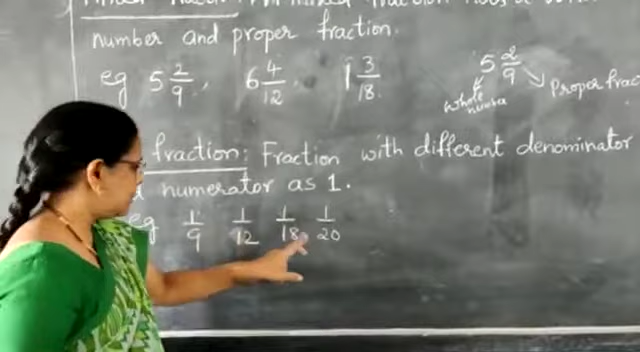 number and proper fraction.
eg 5 2/9, 6 4/12, 1 3/18.
5 2/9
Whole number
Proper
fraction: Fraction with different denominator
numerator as 1.
eg 1/9 1/12 1/18 1/20